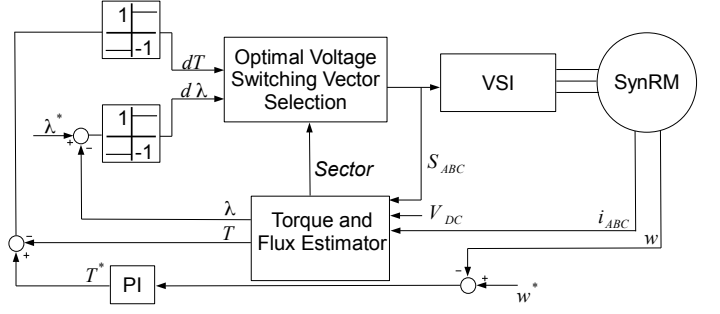 1
-1
dT
Optimal Voltage
Switching Vector
Selection
VSI
SynRM
1
-1
dλ
λ*
+
−
Sector
S_ABC
λ
Torque and
Flux Estimator
V_DC
T
i_ABC
w
−
+
T*
PI
−
+
w*